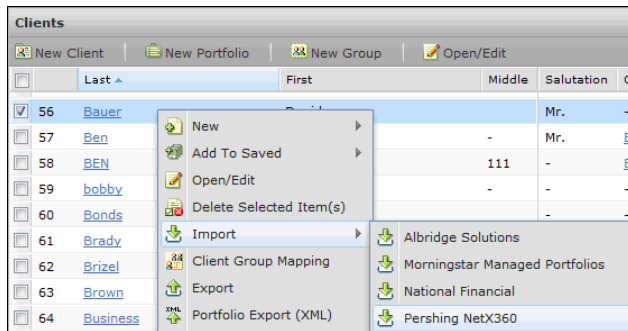 Clients
New Client New Portfolio New Group Open/Edit
Last First Middle Salutation
56 Bauer Mr. -
57 Ben - Mr.
58 BEN 111 -
59 bobby - -
60 Bonds -
61 Brady
62 Brizel
63 Brown
64 Business
New
Add To Saved
Open/Edit
Delete Selected Item(s)
Import
Client Group Mapping
Export
Portfolio Export (XML)
Albridge Solutions
Morningstar Managed Portfolios
National Financial
Pershing NetX360